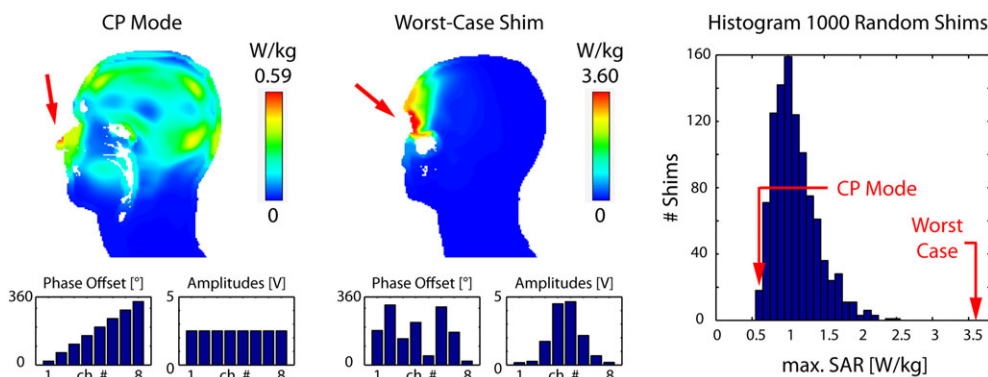 CP Mode
W/kg
0.59
0
Phase Offset [°]
360
0
1 ch. # 8
Amplitudes [V]
5
0
1 ch. # 8
Worst-Case Shim
W/kg
3.60
0
Phase Offset [°]
360
0
1 ch. # 8
Amplitudes [V]
5
0
1 ch. # 8
Histogram 1000 Random Shims
# Shims
160
120
80
40
0
CP Mode
Worst
Case
0 0.5 1 1.5 2 2.5 3 3.5
max. SAR [W/kg]